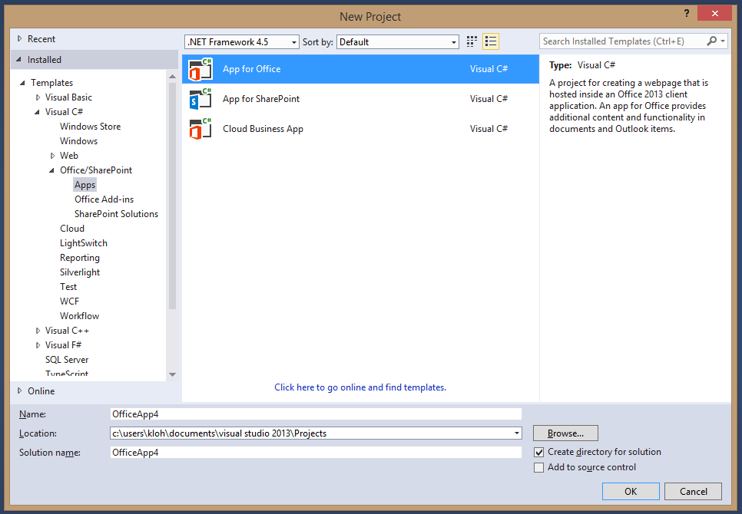 New Project
? ×
Recent
Installed
Templates
Visual Basic
Visual C#
Windows Store
Windows
Web
Office/SharePoint
Apps
Office Add-ins
SharePoint Solutions
Cloud
LightSwitch
Reporting
Silverlight
Test
WCF
Workflow
Visual C++
Visual F#
SQL Server
TypeScript
Online
.NET Framework 4.5 Sort by: Default
C# App for Office Visual C#
C# App for SharePoint Visual C#
C# Cloud Business App Visual C#
Click here to go online and find templates.
Search Installed Templates (Ctrl+E)
Type: Visual C#
A project for creating a webpage that is
hosted inside an Office 2013 client
application. An app for Office provides
additional content and functionality in
documents and Outlook items.
Name: OfficeApp4
Location: c:\users\kloh\documents\visual studio 2013\Projects
Solution name: OfficeApp4
Browse...
Create directory for solution
Add to source control
OK Cancel